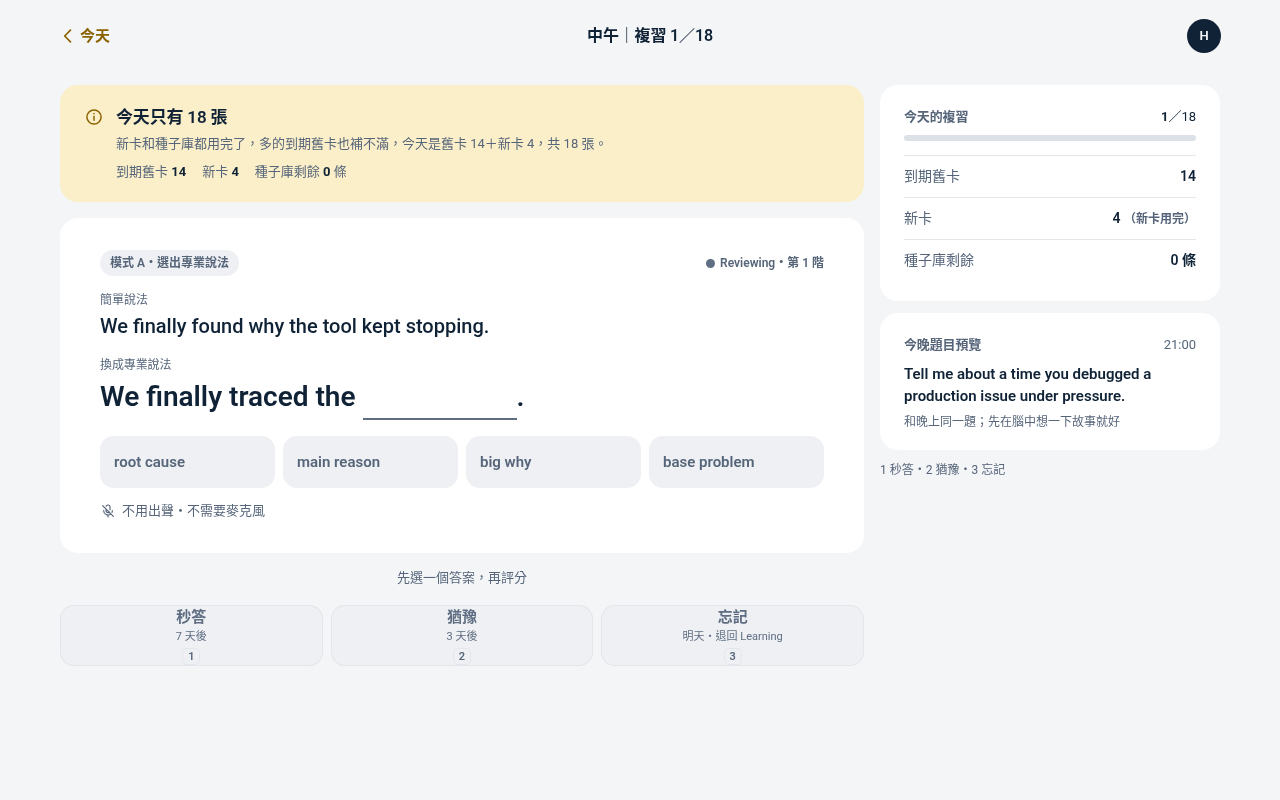 今天
中午｜複習 1／18
H
今天只有 18 張
新卡和種子庫都用完了，多的到期舊卡也補不滿，今天是舊卡 14＋新卡 4，共 18 張。
到期舊卡 14 新卡 4 種子庫剩餘 0 條
模式 A・選出專業說法
Reviewing・第 1 階
簡單說法
We finally found why the tool kept stopping.
換成專業說法
We finally traced the ________.
root cause
main reason
big why
base problem
不用出聲・不需要麥克風
先選一個答案，再評分
秒答
7 天後
1
猶豫
3 天後
2
忘記
明天・退回 Learning
3
今天的複習 1／18
到期舊卡 14
新卡 4 （新卡用完）
種子庫剩餘 0 條
今晚題目預覽 21:00
Tell me about a time you debugged a
production issue under pressure.
和晚上同一題；先在腦中想一下故事就好
1 秒答・2 猶豫・3 忘記